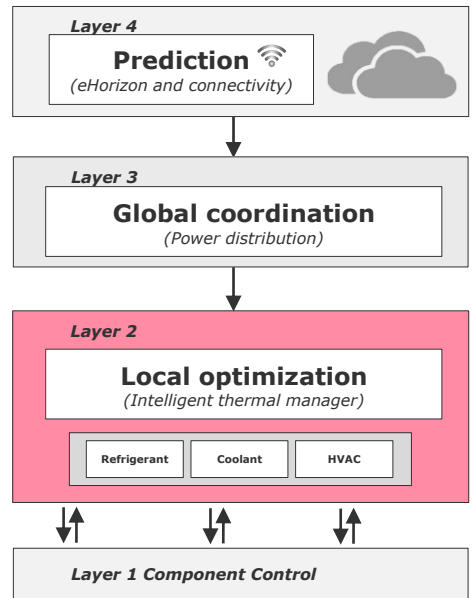 Layer 4
Prediction
(eHorizon and connectivity)
Layer 3
Global coordination
(Power distribution)
Layer 2
Local optimization
(Intelligent thermal manager)
Refrigerant Coolant HVAC
Layer 1 Component Control